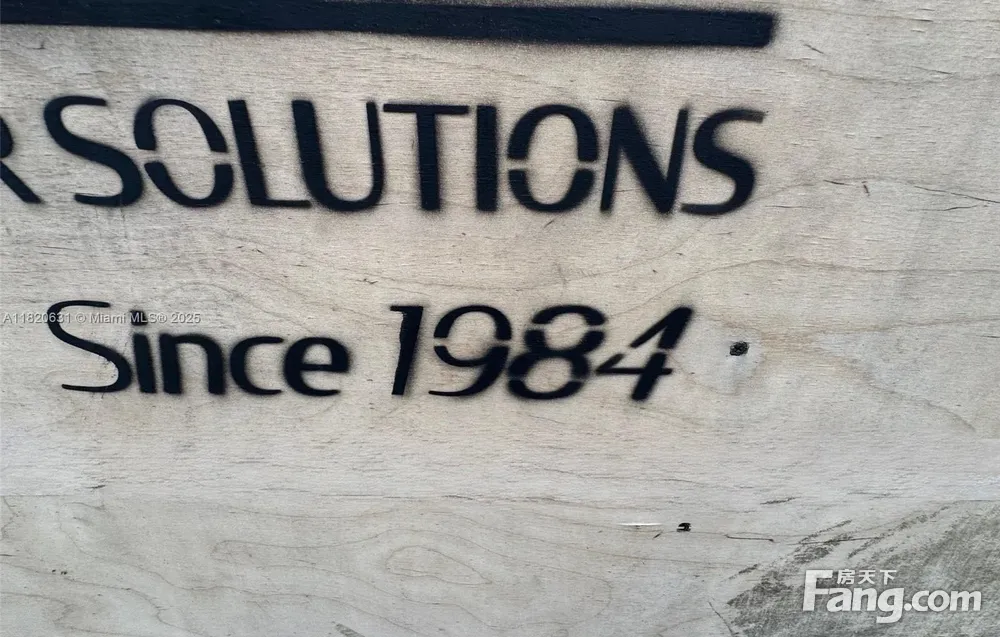 R SOLUTIONS
A11820631 © Miami MLS® 2025
Since 1984
房天下
Fang.com